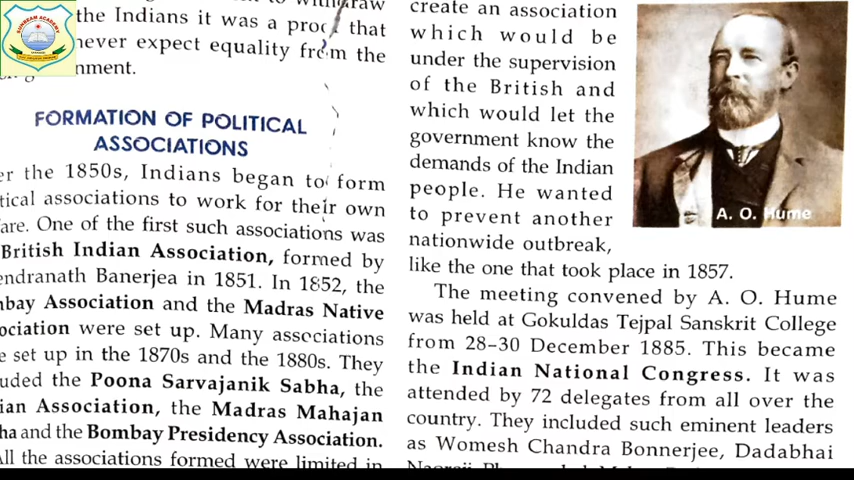 SUNBEAM ACADEMY
the Indians it was a proof that
never expect equality from the
FORMATION OF POLITICAL
ASSOCIATIONS
er the 1850s, Indians began to form
tical associations to work for their own
are. One of the first such associations was
British Indian Association, formed by
endranath Banerjea in 1851. In 1852, the
mbay Association and the Madras Native
ociation were set up. Many associations
e set up in the 1870s and the 1880s. They
uded the Poona Sarvajanik Sabha, the
ian Association, the Madras Mahajan
ha and the Bombay Presidency Association.
All the associations formed were limited in
create an association
which would be
under the supervision
of the British and
which would let the
government know the
demands of the Indian
people. He wanted
to prevent another
nationwide outbreak,
like the one that took place in 1857.
The meeting convened by A. O. Hume
was held at Gokuldas Tejpal Sanskrit College
from 28–30 December 1885. This became
the Indian National Congress. It was
attended by 72 delegates from all over the
country. They included such eminent leaders
as Womesh Chandra Bonnerjee, Dadabhai
A. O. Hume